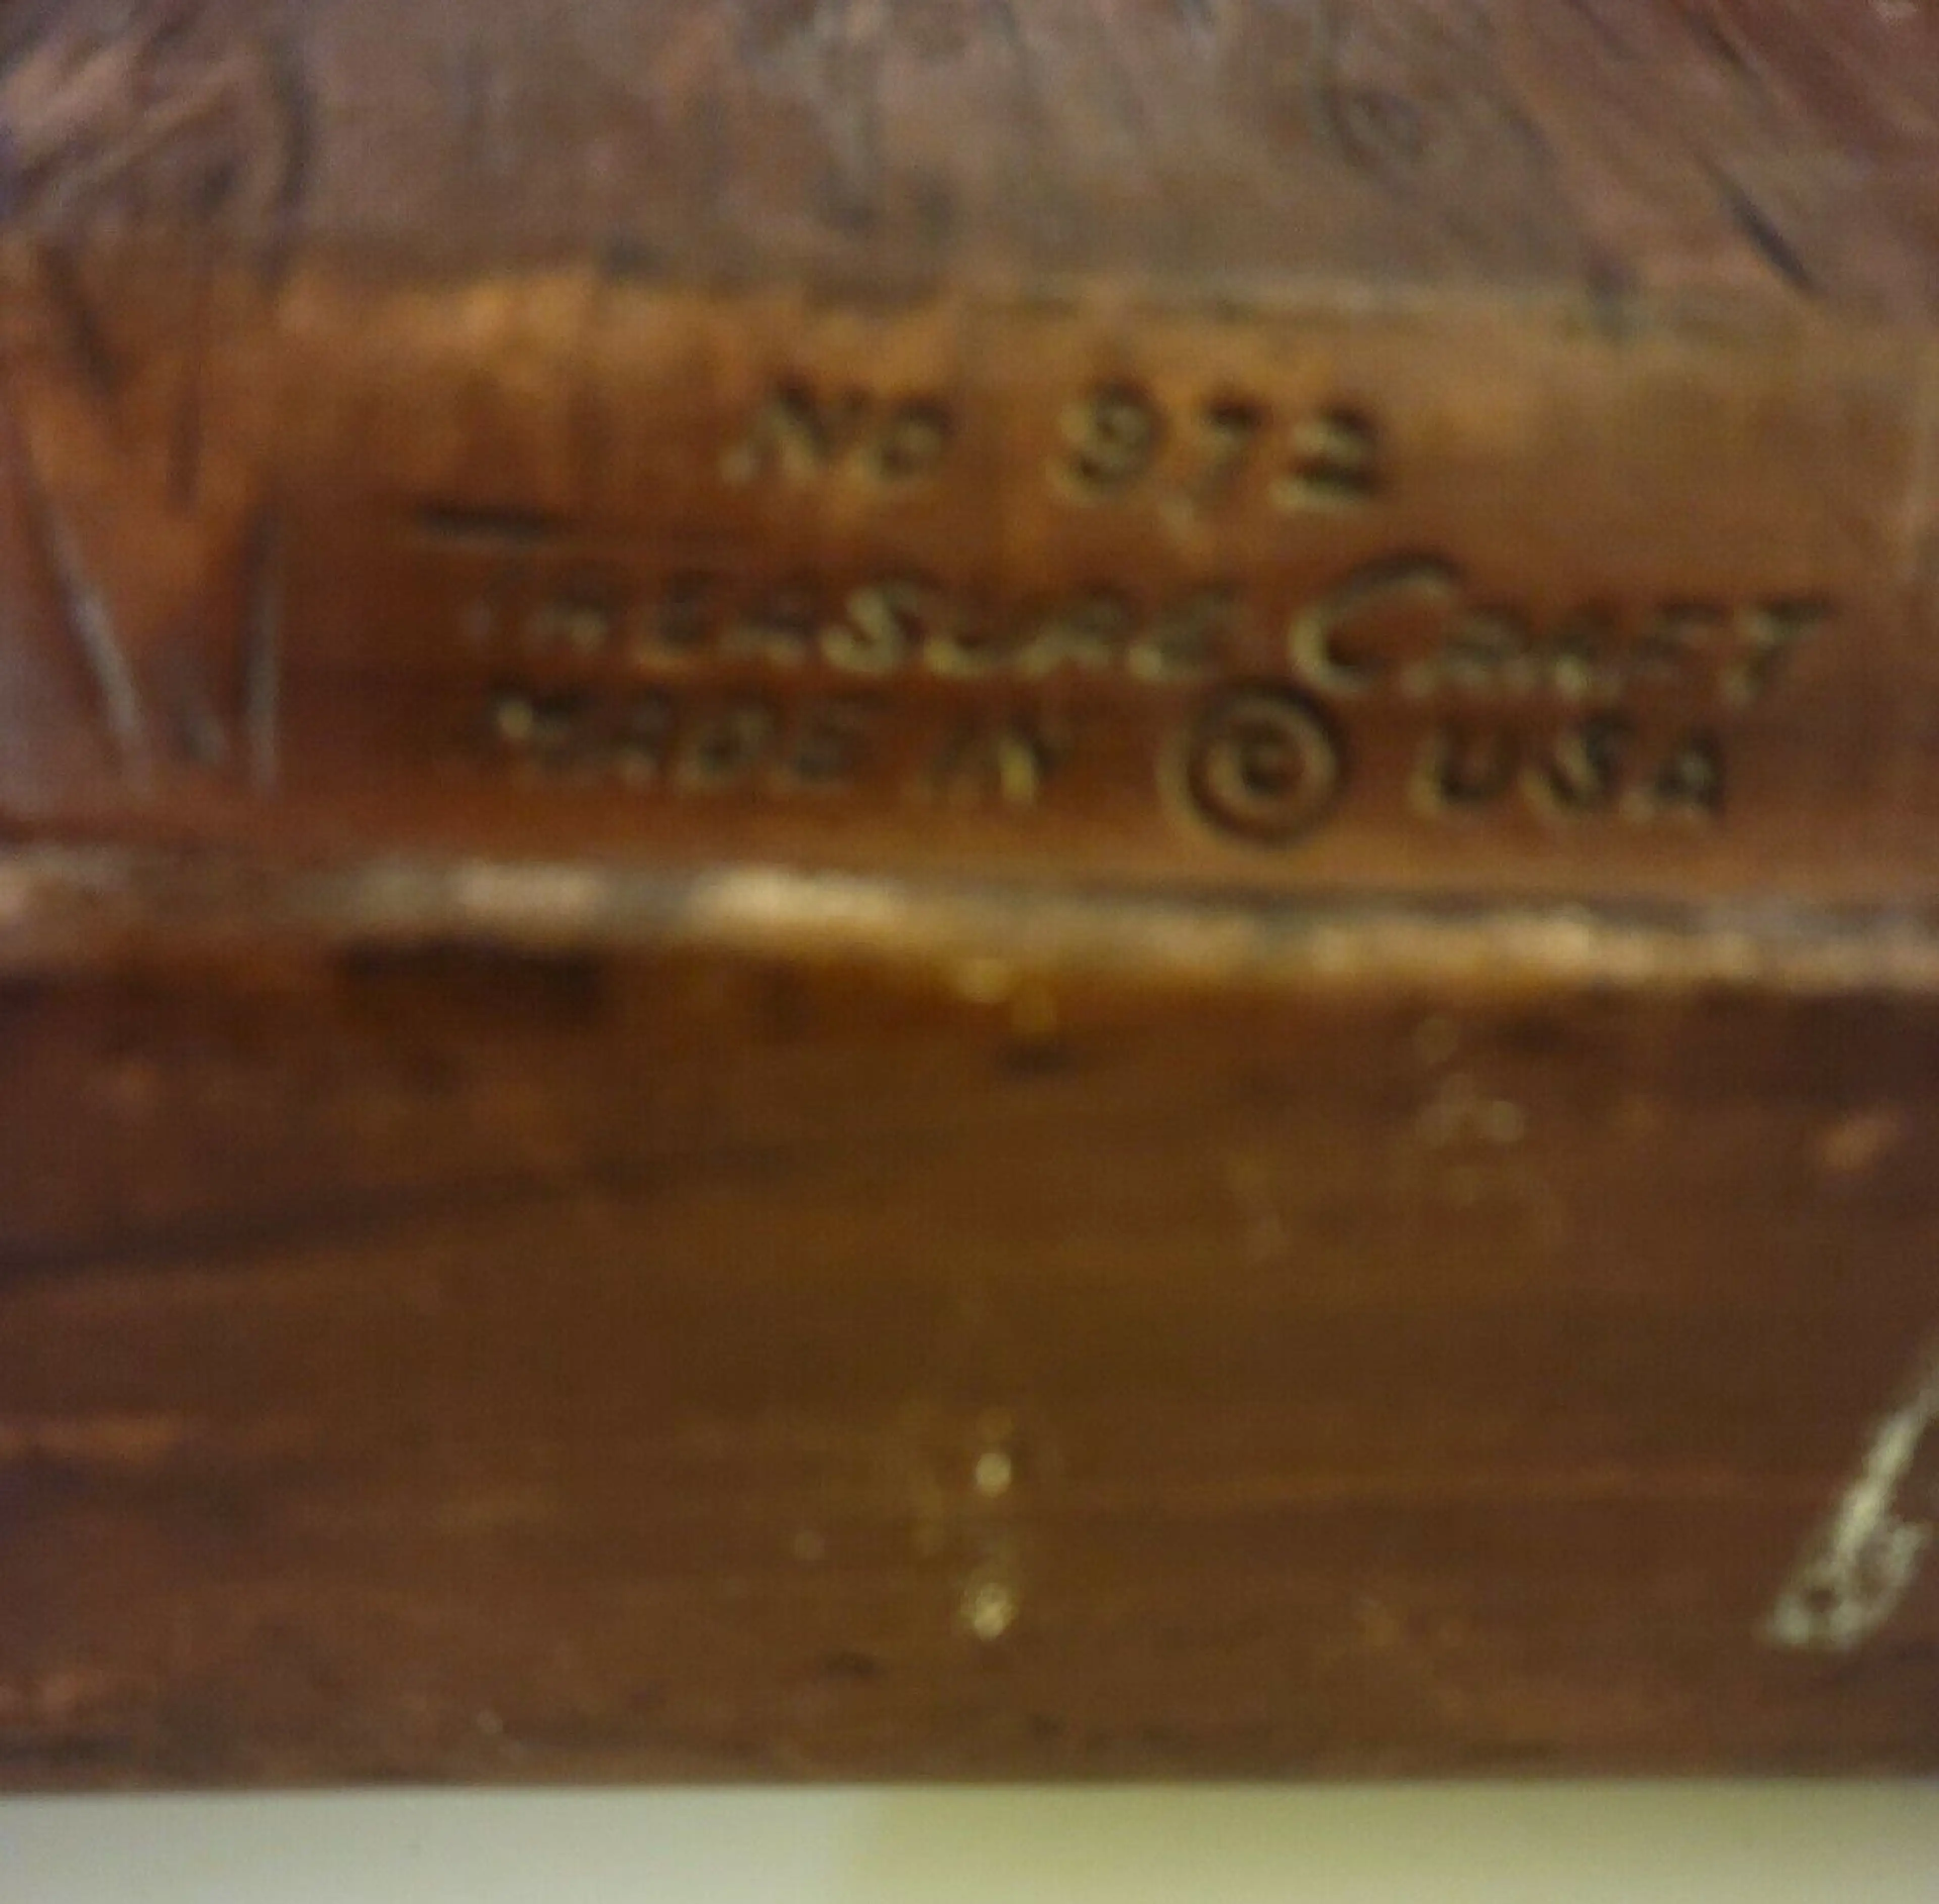 No 972
TREASURE CRAFT
MADE IN © USA